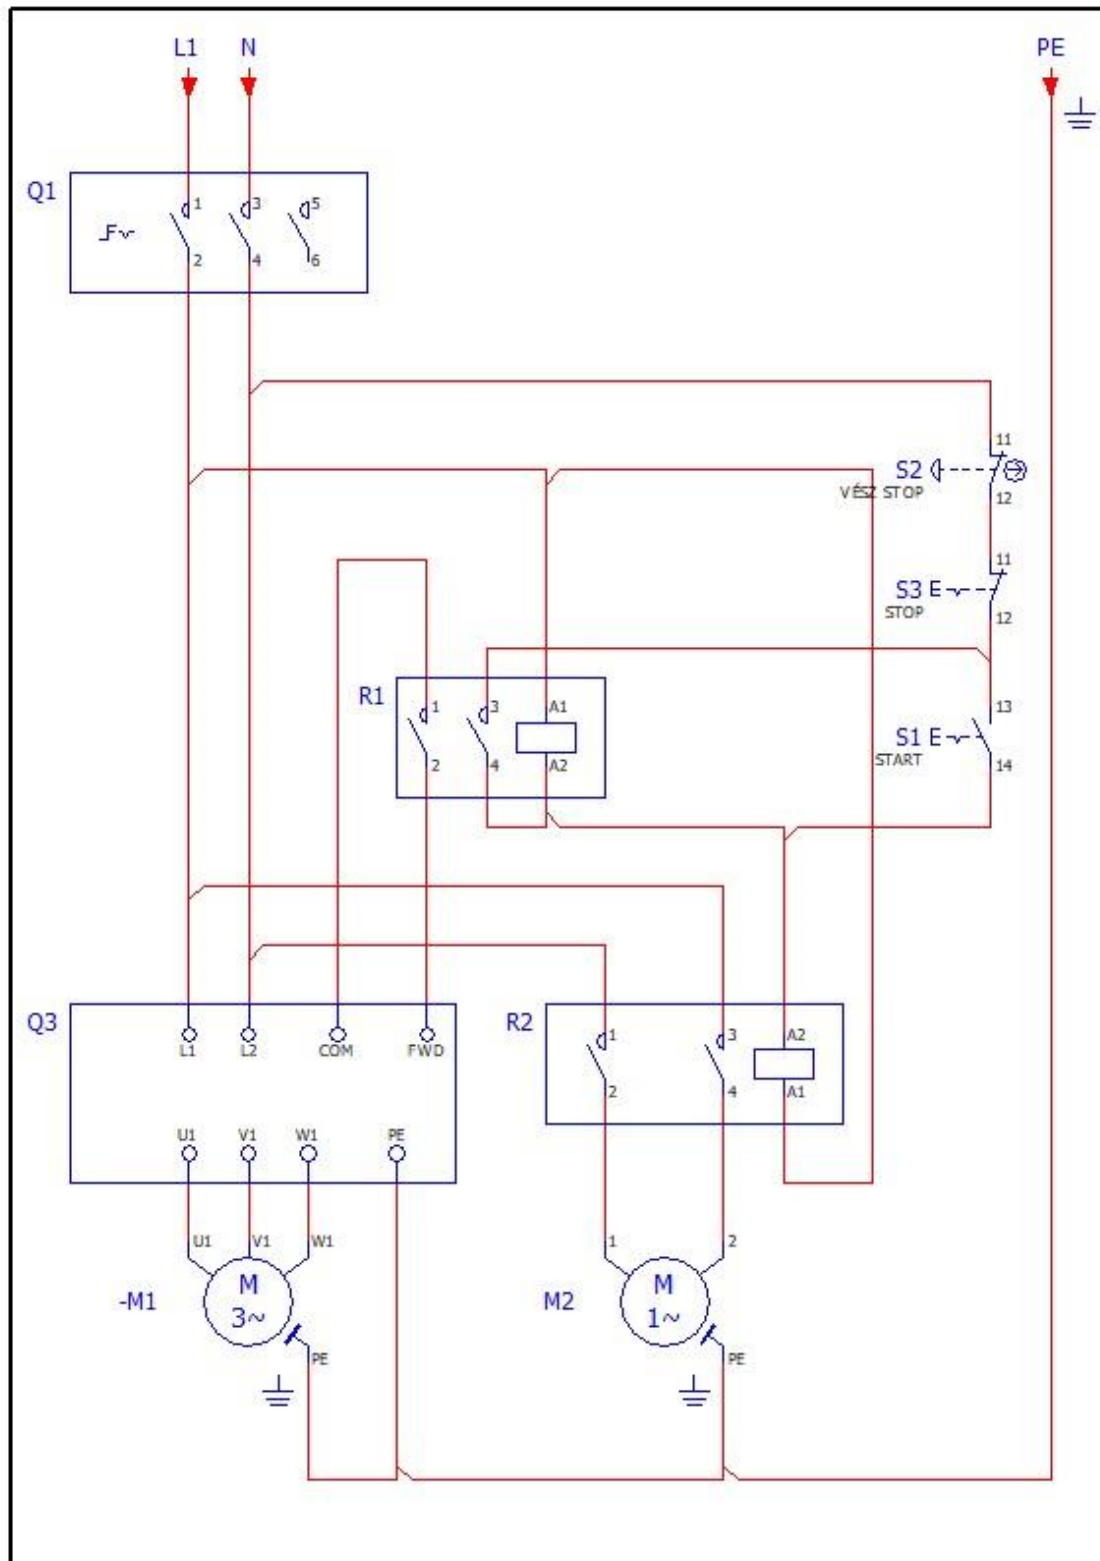 L1 N PE
Q1
1 3 5
2 4 6
11
S2
VÉSZ STOP
12
11
S3 E
STOP
12
R1
1 3 A1
13
S1 E
START
2 4 A2
14
Q3
L1 L2 COM FWD
R2
1 3 A2
2 4 A1
U1 V1 W1 PE
U1 V1 W1
1 2
-M1
M
3~
PE
M2
M
1~
PE